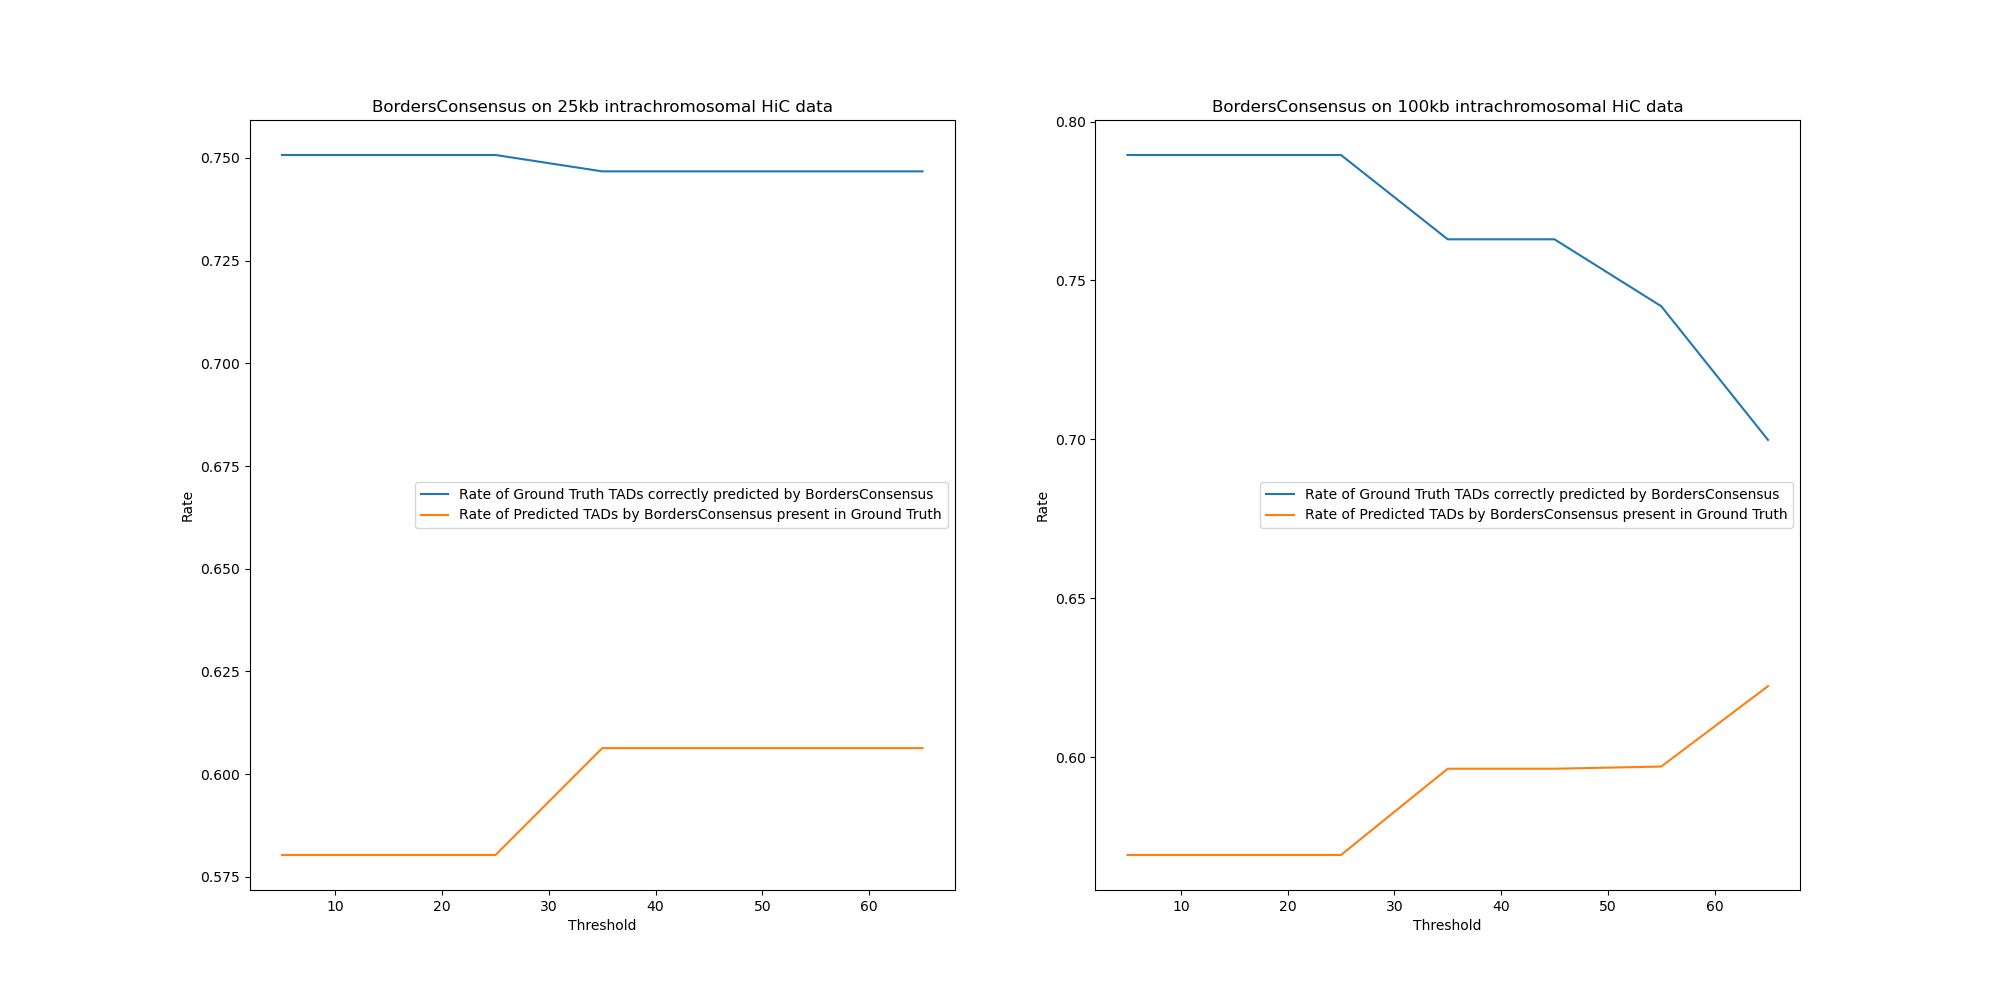 BordersConsensus on 25kb intrachromosomal HiC data
0.750
0.725
0.700
0.675
0.650
0.625
0.600
0.575
Rate
Rate of Ground Truth TADs correctly predicted by BordersConsensus
Rate of Predicted TADs by BordersConsensus present in Ground Truth
10 20 30 40 50 60
Threshold
BordersConsensus on 100kb intrachromosomal HiC data
0.80
0.75
0.70
0.65
0.60
Rate
Rate of Ground Truth TADs correctly predicted by BordersConsensus
Rate of Predicted TADs by BordersConsensus present in Ground Truth
10 20 30 40 50 60
Threshold